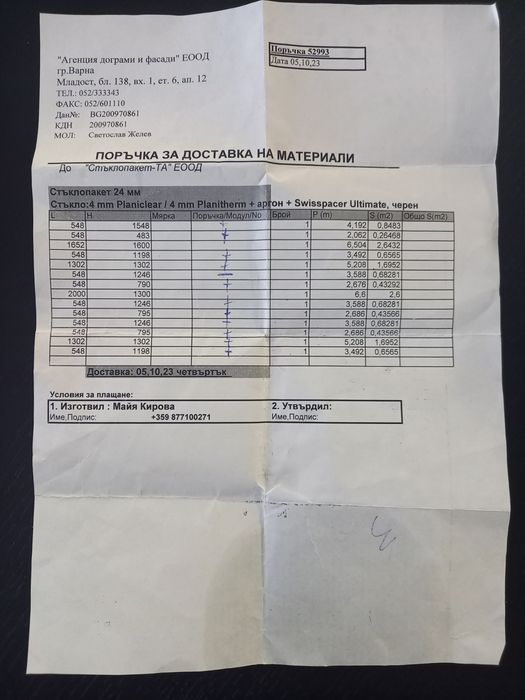 "Агенция дограми и фасади" ЕООД
гр.Варна
Младост, бл. 138, вх. 1, ет. 6, ап. 12
ТЕЛ.: 052/333343
ФАКС: 052/601110
Дан№: BG200970861
КДН 200970861
МОЛ: Светослав Желев
Поръчка 52993
Дата 05,10,23
ПОРЪЧКА ЗА ДОСТАВКА НА МАТЕРИАЛИ
До "Стъклопакет-ТА" ЕООД
Стъклопакет 24 мм
Стъкло:4 mm Planiclear / 4 mm Planitherm + аргон + Swisspacer Ultimate, черен
L H Мярка Поръчка/Модул/No Брой P (m) S (m2) Общо S(m2)
548 1548 1 4,192 0,8483
548 483 1 2,062 0,26468
1652 1600 1 6,504 2,6432
548 1198 1 3,492 0,6565
1302 1302 1 5,208 1,6952
548 1246 1 3,588 0,68281
548 790 1 2,676 0,43292
2000 1300 1 6,6 2,6
548 1246 1 3,588 0,68281
548 795 1 2,686 0,43566
548 1246 1 3,588 0,68281
548 795 1 2,686 0,43566
1302 1302 1 5,208 1,6952
548 1198 1 3,492 0,6565
Доставка: 05,10,23 четвъртък
Условия за плащане:
1. Изготвил : Майя Кирова 2. Утвърдил:
Име,Подпис: +359 877100271 Име,Подпис: